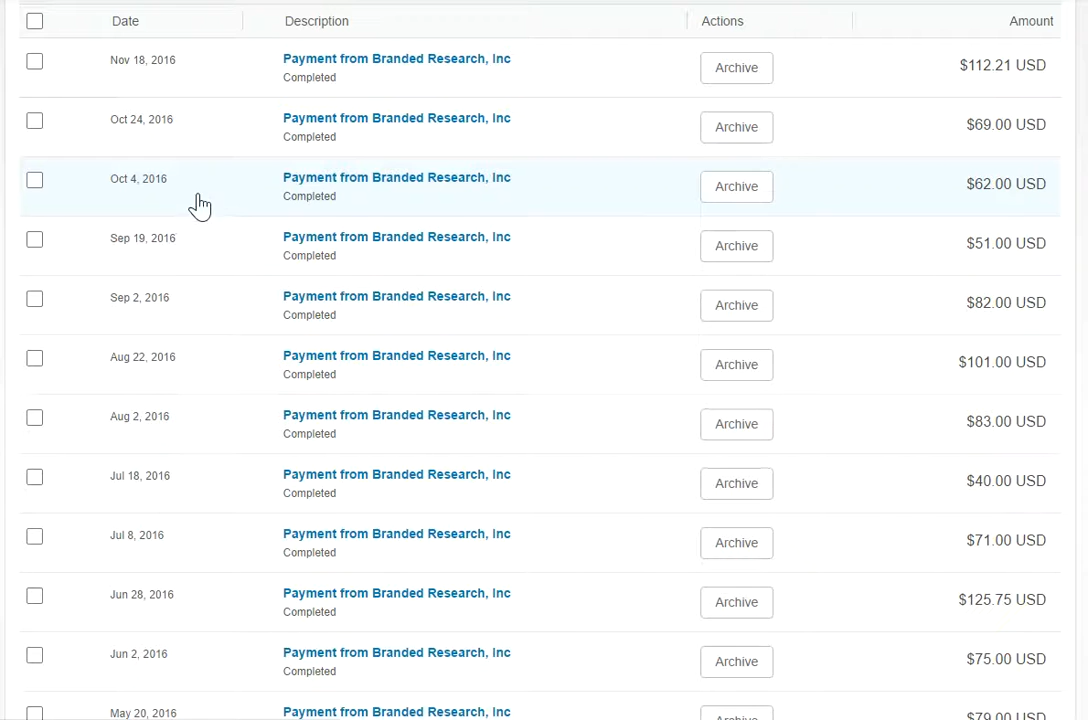 Date Description Actions Amount
Nov 18, 2016 Payment from Branded Research, Inc Archive $112.21 USD
Completed
Oct 24, 2016 Payment from Branded Research, Inc Archive $69.00 USD
Completed
Oct 4, 2016 Payment from Branded Research, Inc Archive $62.00 USD
Completed
Sep 19, 2016 Payment from Branded Research, Inc Archive $51.00 USD
Completed
Sep 2, 2016 Payment from Branded Research, Inc Archive $82.00 USD
Completed
Aug 22, 2016 Payment from Branded Research, Inc Archive $101.00 USD
Completed
Aug 2, 2016 Payment from Branded Research, Inc Archive $83.00 USD
Completed
Jul 18, 2016 Payment from Branded Research, Inc Archive $40.00 USD
Completed
Jul 8, 2016 Payment from Branded Research, Inc Archive $71.00 USD
Completed
Jun 28, 2016 Payment from Branded Research, Inc Archive $125.75 USD
Completed
Jun 2, 2016 Payment from Branded Research, Inc Archive $75.00 USD
Completed
May 20, 2016 Payment from Branded Research, Inc Archive $79.00 USD